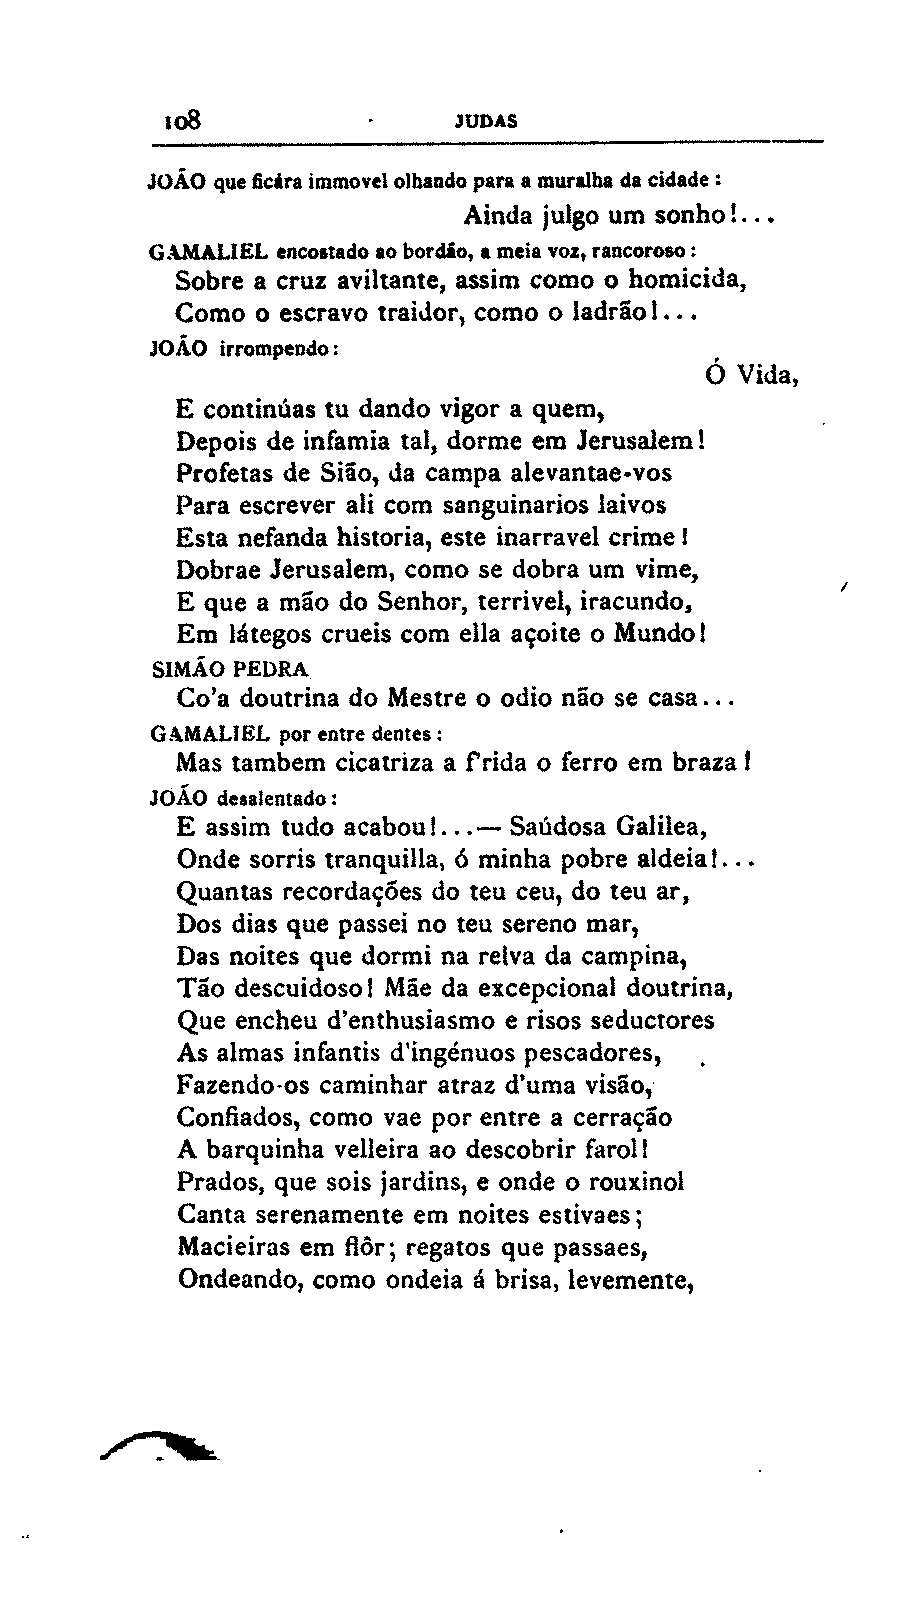 108 JUDAS
JOÃO que ficára immovel olhando para a muralha da cidade:
Ainda julgo um sonho!...
GAMALIEL encostado ao bordão, a meia voz, rancoroso:
Sobre a cruz aviltante, assim como o homicida,
Como o escravo traidor, como o ladrão!...
JOÃO irrompendo:
Ó Vida,
E continúas tu dando vigor a quem,
Depois de infamia tal, dorme em Jerusalem!
Profetas de Sião, da campa alevantae-vos
Para escrever ali com sanguinarios laivos
Esta nefanda historia, este inarravel crime!
Dobrae Jerusalem, como se dobra um vime,
E que a mão do Senhor, terrivel, iracundo,
Em látegos crueis com ella açoite o Mundo!
SIMÃO PEDRA
Co'a doutrina do Mestre o odio não se casa...
GAMALIEL por entre dentes:
Mas tambem cicatriza a f'rida o ferro em braza!
JOÃO desalentado:
E assim tudo acabou!...— Saúdosa Galilea,
Onde sorris tranquilla, ó minha pobre aldeia!...
Quantas recordações do teu ceu, do teu ar,
Dos dias que passei no teu sereno mar,
Das noites que dormi na relva da campina,
Tão descuidoso! Mãe da excepcional doutrina,
Que encheu d'enthusiasmo e risos seductores
As almas infantis d'ingénuos pescadores,
Fazendo-os caminhar atraz d'uma visão,
Confiados, como vae por entre a cerração
A barquinha velleira ao descobrir farol!
Prados, que sois jardins, e onde o rouxinol
Canta serenamente em noites estivaes;
Macieiras em flôr; regatos que passaes,
Ondeando, como ondeia á brisa, levemente,